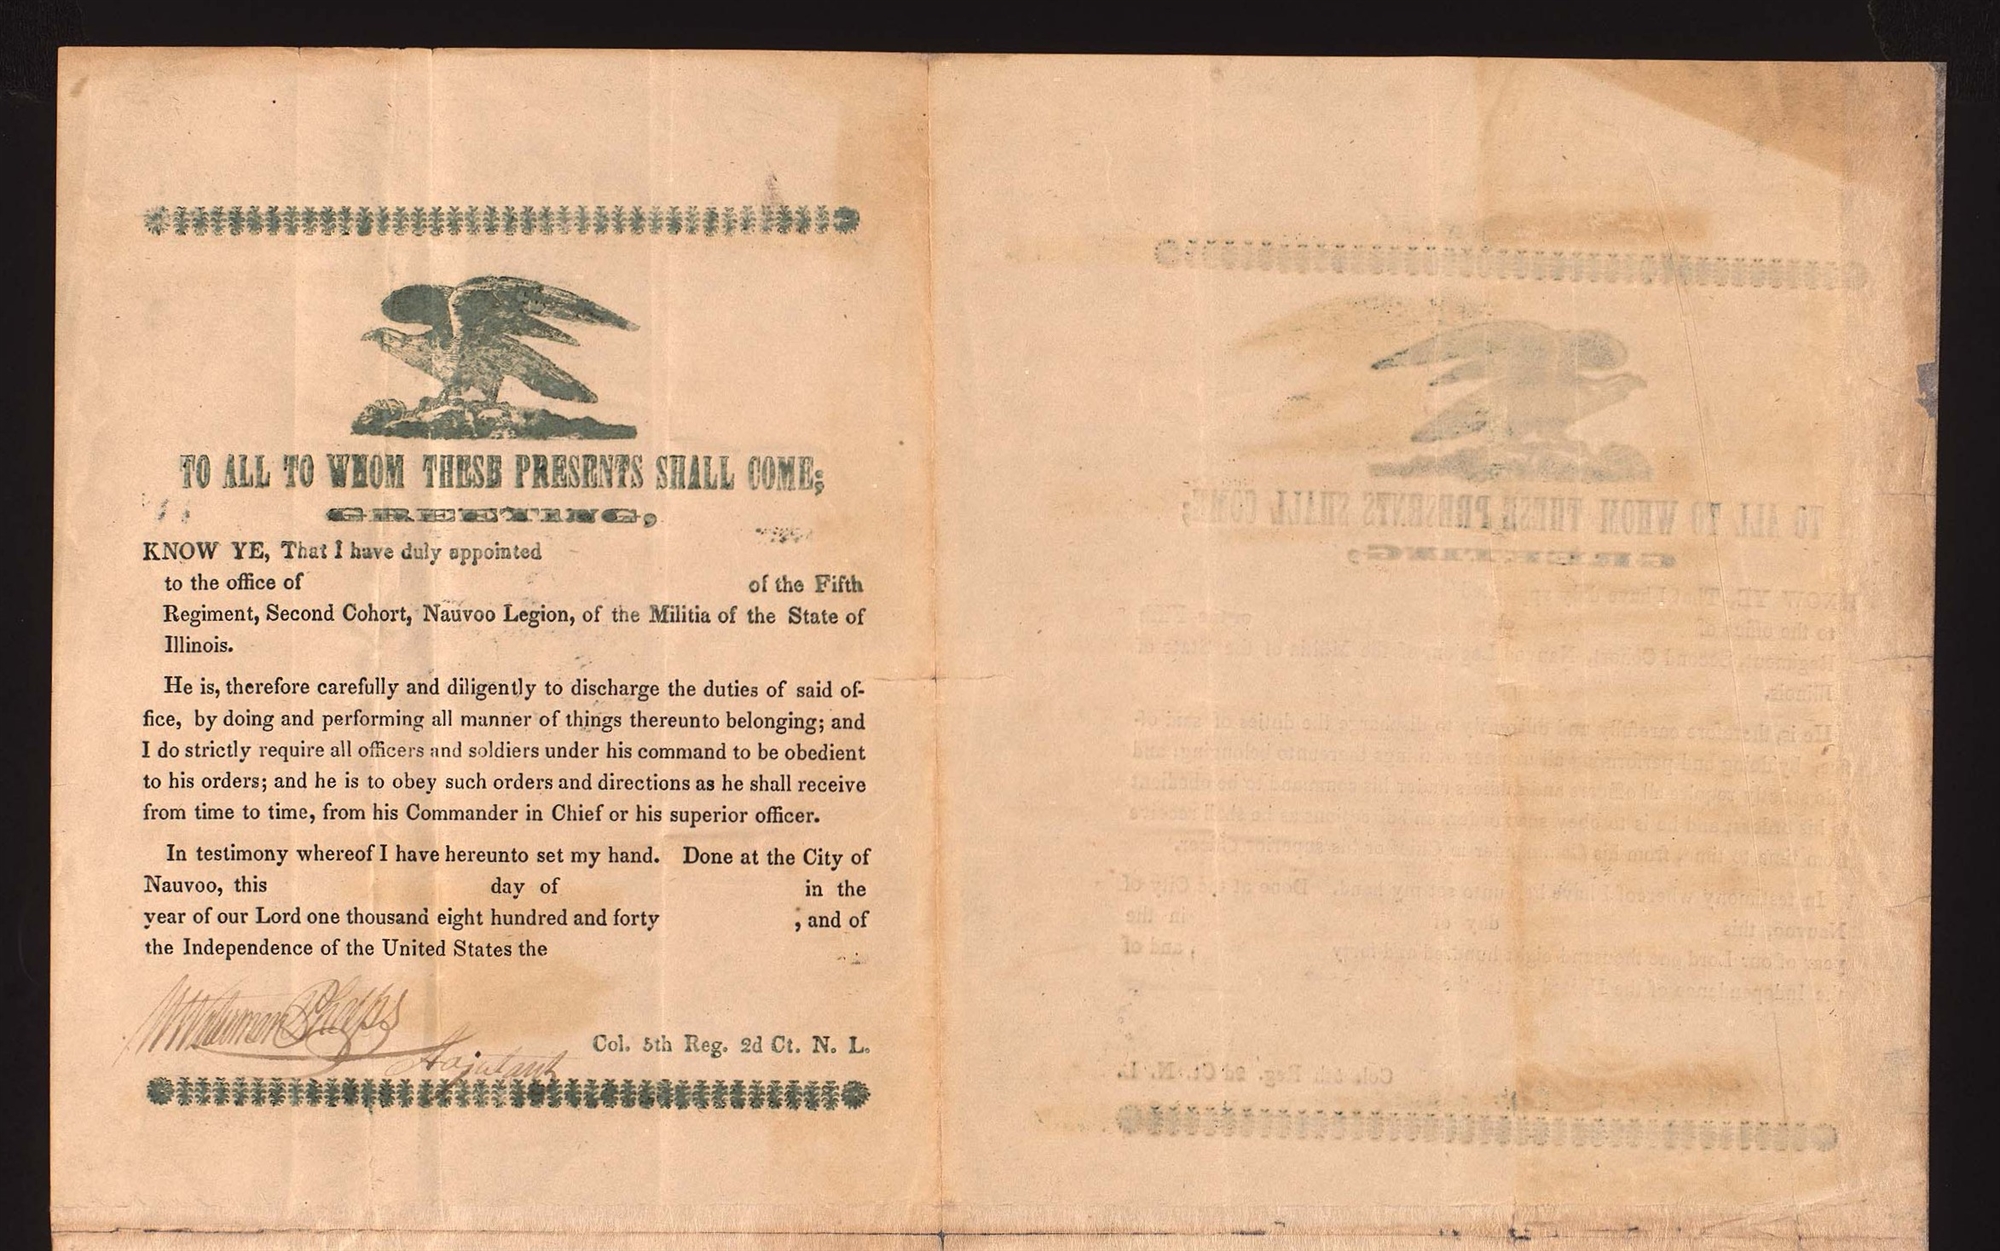 TO ALL TO WHOM THESE PRESENTS SHALL COME;
GREETING,
KNOW YE, That I have duly appointed
to the office of of the Fifth
Regiment, Second Cohort, Nauvoo Legion, of the Militia of the State of
Illinois.
He is, therefore carefully and diligently to discharge the duties of said of-
fice, by doing and performing all manner of things thereunto belonging; and
I do strictly require all officers and soldiers under his command to be obedient
to his orders; and he is to obey such orders and directions as he shall receive
from time to time, from his Commander in Chief or his superior officer.
In testimony whereof I have hereunto set my hand. Done at the City of
Nauvoo, this day of in the
year of our Lord one thousand eight hundred and forty , and of
the Independence of the United States the
Phelps
Col. 5th Reg. 2d Ct. N. L.
Adjutant